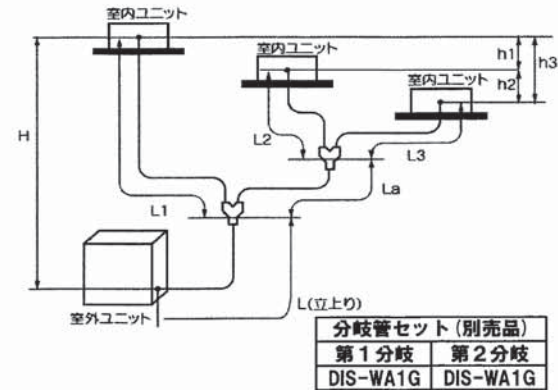 室内ユニット
室内ユニット
室内ユニット
h1
h3
h2
H
L2
L3
La
L1
L(立上り)
室外ユニット
分岐管セット(別売品)
第1分岐 第2分岐
DIS-WA1G DIS-WA1G